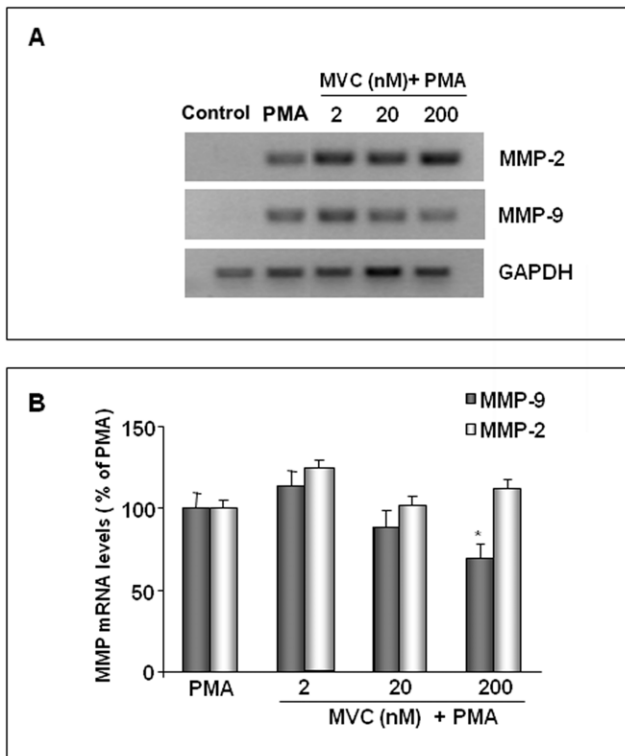 A
MVC (nM)+ PMA
Control PMA 2 20 200
MMP-2
MMP-9
GAPDH
B
MMP-9
MMP-2
MMP mRNA levels ( % of PMA)
150
100
50
0
*
PMA 2 20 200
MVC (nM) + PMA